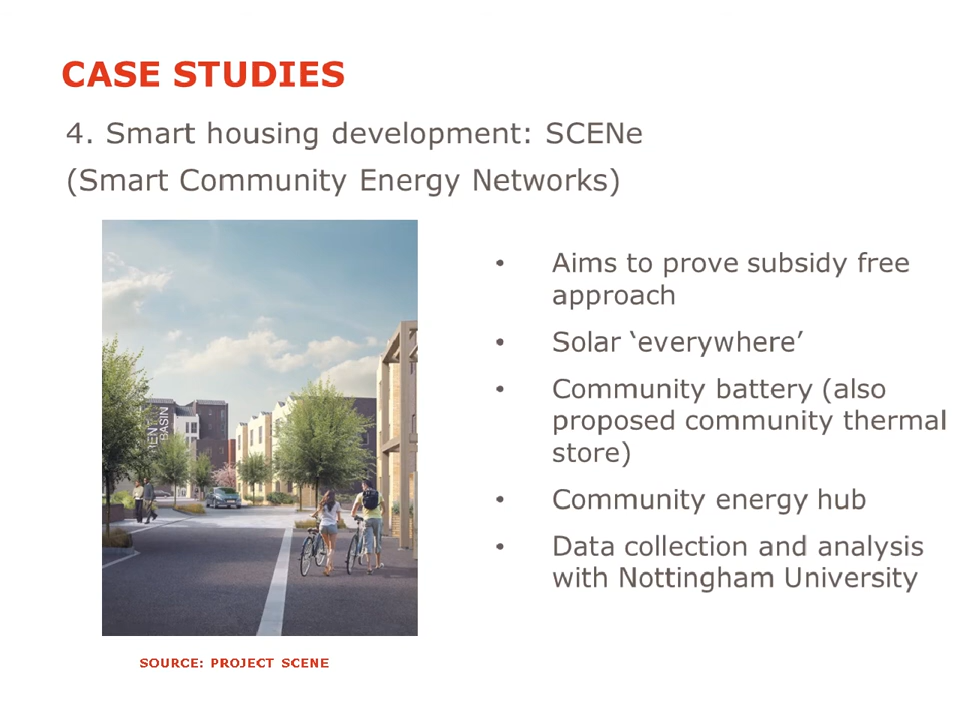 CASE STUDIES
4. Smart housing development: SCENe
(Smart Community Energy Networks)
BASIN
• Aims to prove subsidy free
approach
• Solar ‘everywhere’
• Community battery (also
proposed community thermal
store)
• Community energy hub
• Data collection and analysis
with Nottingham University
SOURCE: PROJECT SCENE